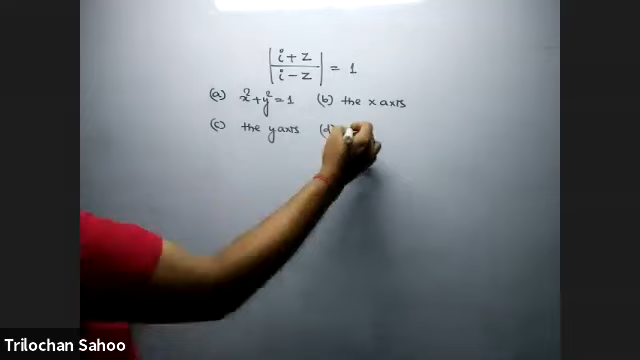 |i + z / i - z| = 1
(a) x² + y² = 1 (b) the x axis
(c) the y axis (d)
Trilochan Sahoo